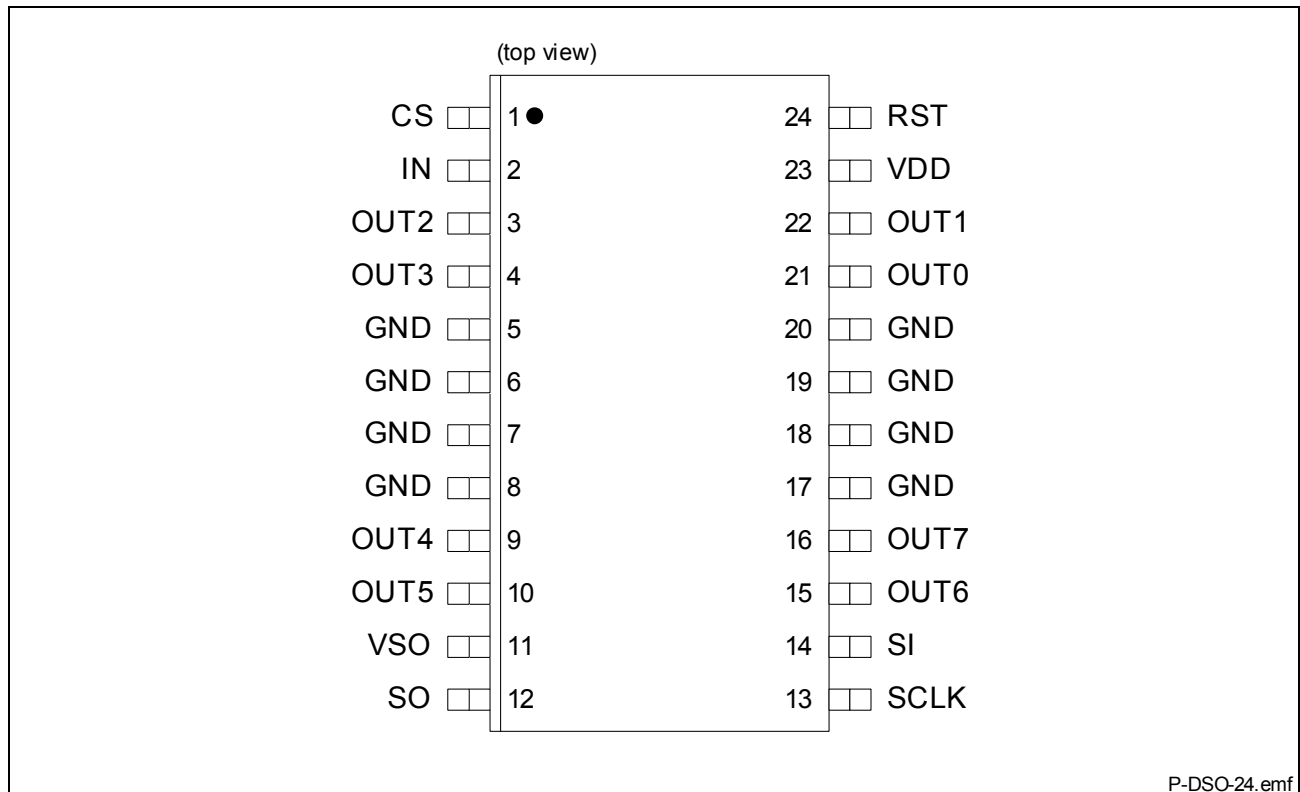 (top view)
CS 1 24 RST
IN 2 23 VDD
OUT2 3 22 OUT1
OUT3 4 21 OUT0
GND 5 20 GND
GND 6 19 GND
GND 7 18 GND
GND 8 17 GND
OUT4 9 16 OUT7
OUT5 10 15 OUT6
VSO 11 14 SI
SO 12 13 SCLK
P-DSO-24.emf